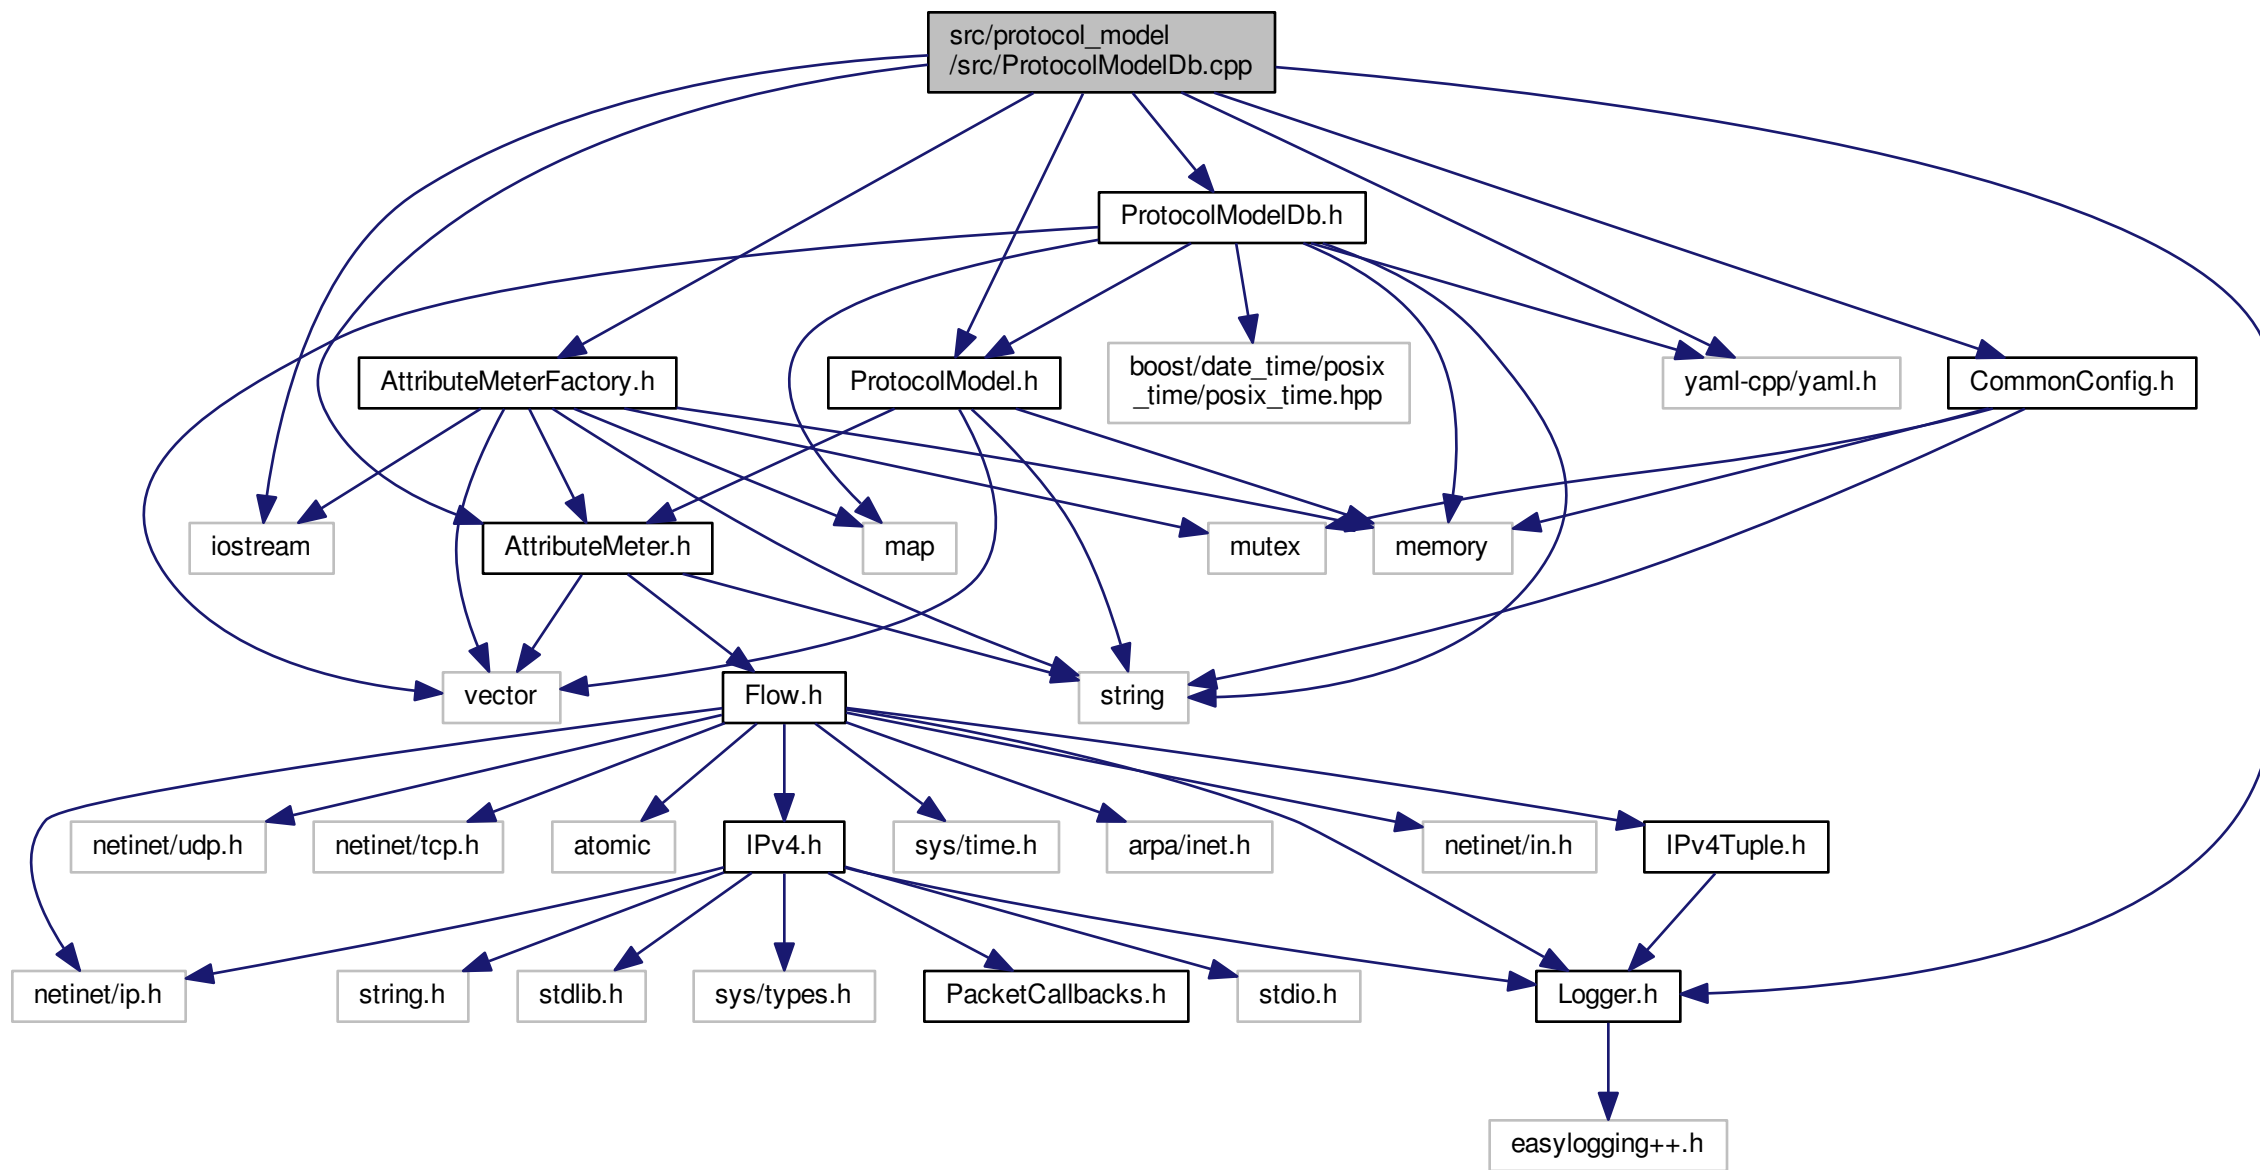 src/protocol_model
/src/ProtocolModelDb.cpp
ProtocolModelDb.h
AttributeMeterFactory.h
ProtocolModel.h
boost/date_time/posix
_time/posix_time.hpp
yaml-cpp/yaml.h
CommonConfig.h
iostream
AttributeMeter.h
map
mutex
memory
vector
Flow.h
string
netinet/udp.h
netinet/tcp.h
atomic
IPv4.h
sys/time.h
arpa/inet.h
netinet/in.h
IPv4Tuple.h
netinet/ip.h
string.h
stdlib.h
sys/types.h
PacketCallbacks.h
stdio.h
Logger.h
easylogging++.h